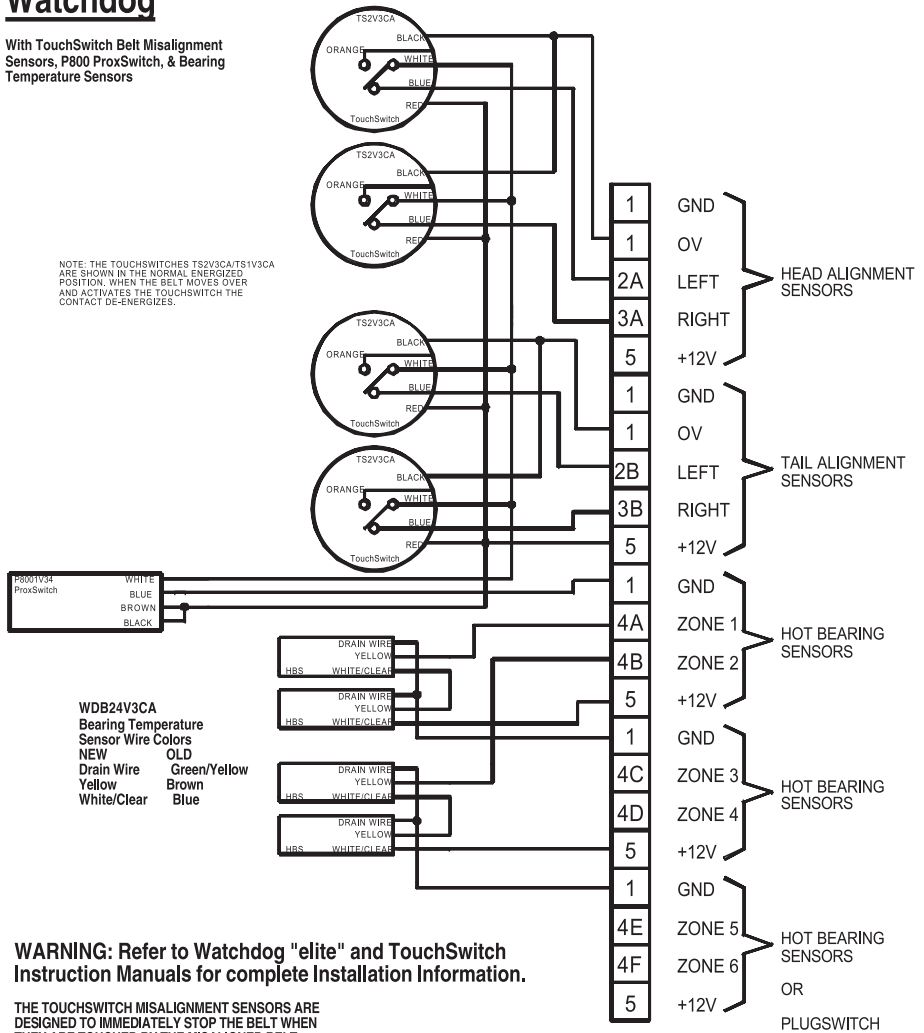 Watchdog
With TouchSwitch Belt Misalignment
Sensors, P800 ProxSwitch, & Bearing
Temperature Sensors
TS2V3CA
BLACK
ORANGE
WHITE
BLUE
RED
TouchSwitch
TS2V3CA
BLACK
ORANGE
WHITE
BLUE
RED
TouchSwitch
NOTE: THE TOUCHSWITCHES TS2V3CA/TS1V3CA
ARE SHOWN IN THE NORMAL ENERGIZED
POSITION. WHEN THE BELT MOVES OVER
AND ACTIVATES THE TOUCHSWITCH THE
CONTACT DE-ENERGIZES.
TS2V3CA
BLACK
ORANGE
WHITE
BLUE
RED
TouchSwitch
TS2V3CA
BLACK
ORANGE
WHITE
BLUE
RED
TouchSwitch
P8001V34
ProxSwitch
WHITE
BLUE
BROWN
BLACK
DRAIN WIRE
YELLOW
HBS WHITE/CLEAR
DRAIN WIRE
YELLOW
HBS WHITE/CLEAR
DRAIN WIRE
YELLOW
HBS WHITE/CLEAR
DRAIN WIRE
YELLOW
HBS WHITE/CLEAR
WDB24V3CA
Bearing Temperature
Sensor Wire Colors
NEW OLD
Drain Wire Green/Yellow
Yellow Brown
White/Clear Blue
1 GND
1 OV
2A LEFT
3A RIGHT
5 +12V
HEAD ALIGNMENT
SENSORS
1 GND
1 OV
2B LEFT
3B RIGHT
5 +12V
TAIL ALIGNMENT
SENSORS
1 GND
4A ZONE 1
4B ZONE 2
5 +12V
HOT BEARING
SENSORS
1 GND
4C ZONE 3
4D ZONE 4
5 +12V
HOT BEARING
SENSORS
1 GND
4E ZONE 5
4F ZONE 6
5 +12V
HOT BEARING
SENSORS
OR
PLUGSWITCH
WARNING: Refer to Watchdog "elite" and TouchSwitch
Instruction Manuals for complete Installation Information.
THE TOUCHSWITCH MISALIGNMENT SENSORS ARE
DESIGNED TO IMMEDIATELY STOP THE BELT WHEN
THEY ARE TOUCHED BY THE MISALIGNED BELT